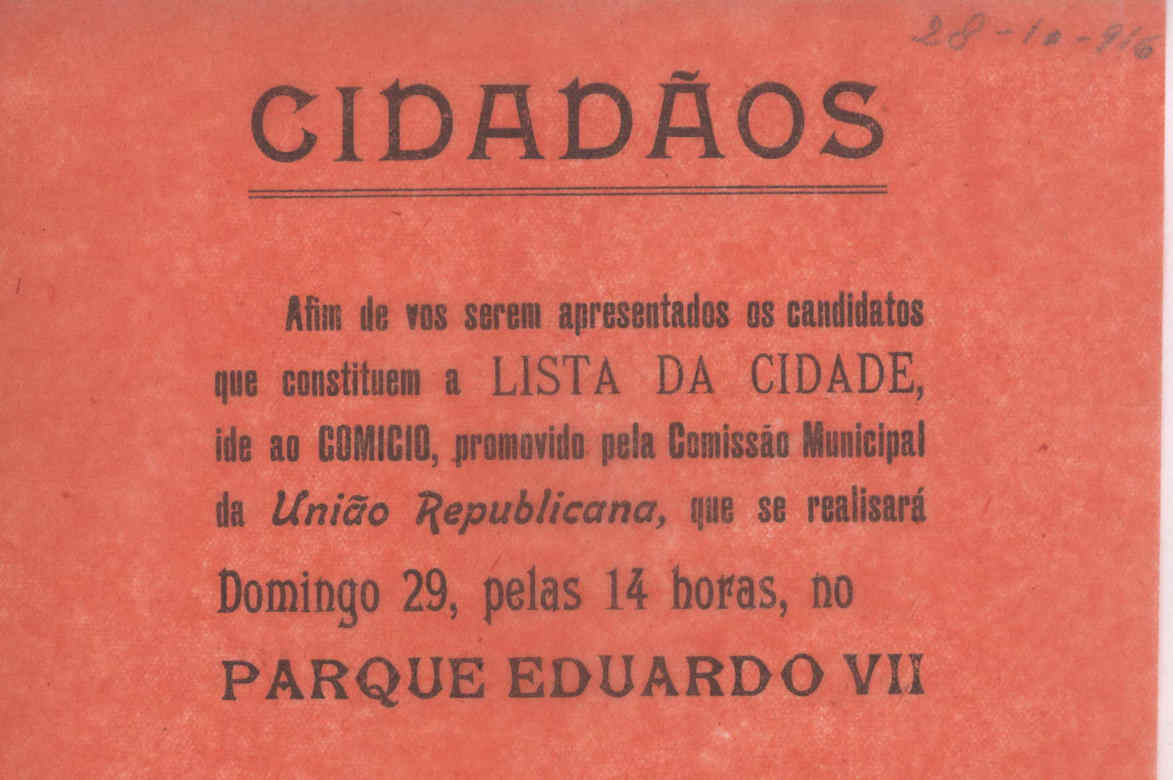 28-10-916
CIDADÃOS
Afim de vos serem apresentados os candidatos
que constituem a LISTA DA CIDADE,
ide ao COMICIO, promovido pela Comissão Municipal
da União Republicana, que se realisará
Domingo 29, pelas 14 horas, no
PARQUE EDUARDO VII